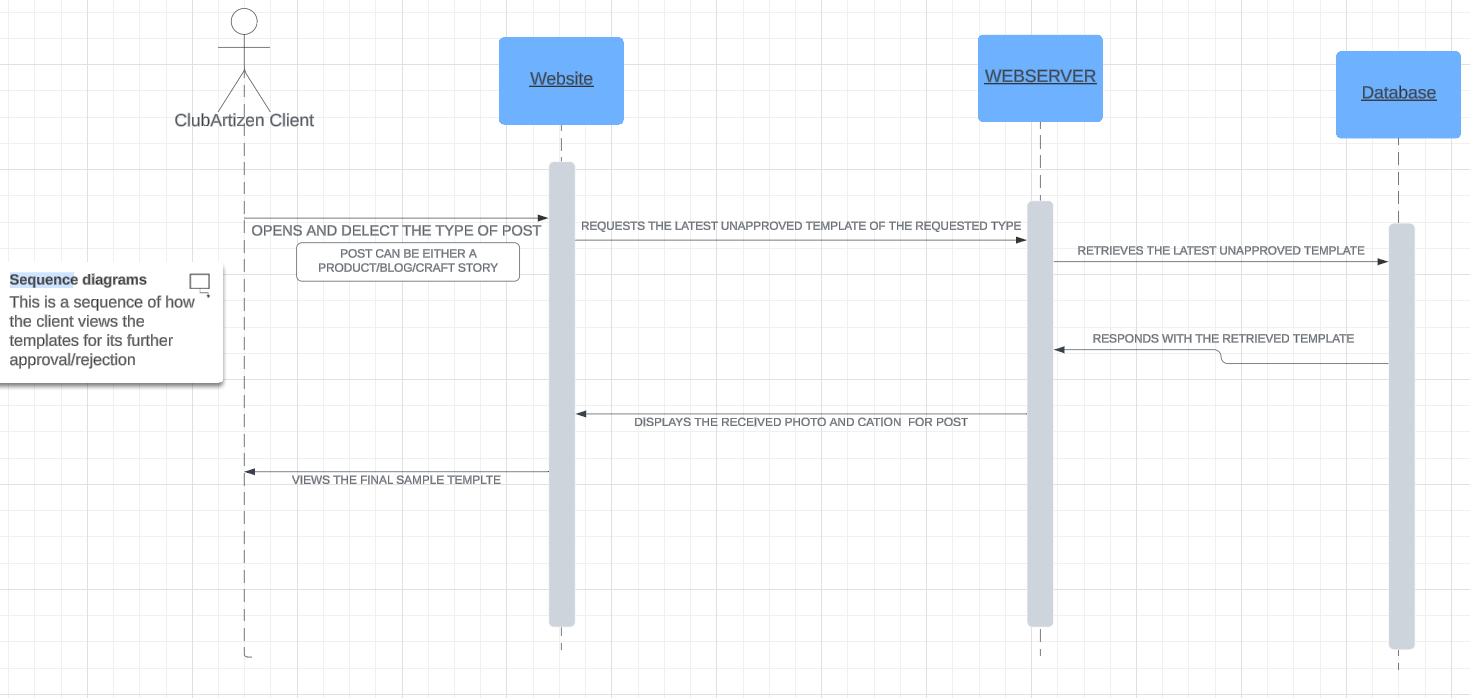 ClubArtizen Client
Website
WEBSERVER
Database
OPENS AND DELECT THE TYPE OF POST
POST CAN BE EITHER A
PRODUCT/BLOG/CRAFT STORY
REQUESTS THE LATEST UNAPPROVED TEMPLATE OF THE REQUESTED TYPE
RETRIEVES THE LATEST UNAPPROVED TEMPLATE
Sequence diagrams
This is a sequence of how
the client views the
templates for its further
approval/rejection
RESPONDS WITH THE RETRIEVED TEMPLATE
DISPLAYS THE RECEIVED PHOTO AND CATION  FOR POST
VIEWS THE FINAL SAMPLE TEMPLTE